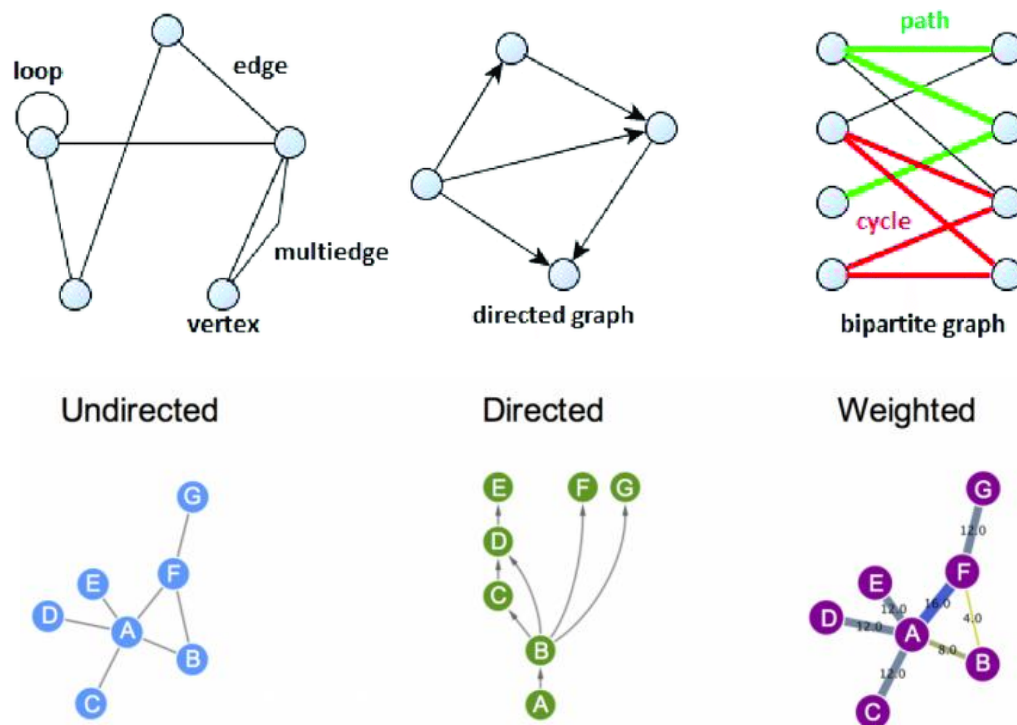 path
edge
loop
cycle
multiedge
vertex
directed graph
bipartite graph
Undirected
Directed
Weighted
G
F
E
D
A
B
C
E
F
G
D
C
B
A
G
12.0
F
E
12.0
16.0
4.0
D
12.0
A
8.0
B
12.0
C